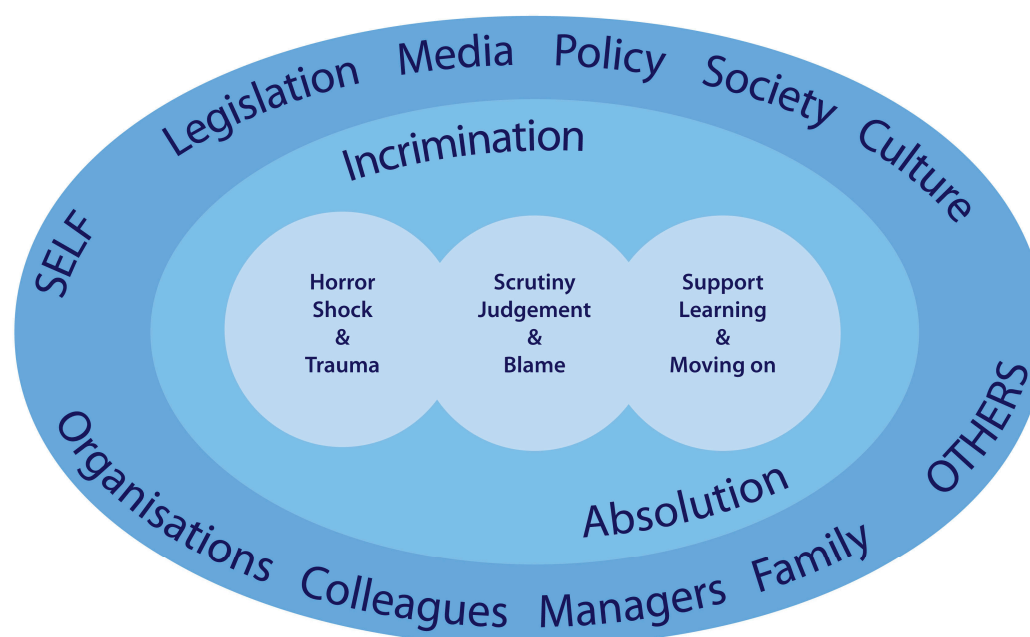 Legislation Media Policy Society Culture
SELF
Incrimination
Horror
Shock
&
Trauma
Scrutiny
Judgement
&
Blame
Support
Learning
&
Moving on
Absolution
OTHERS
Organisations Colleagues Managers Family